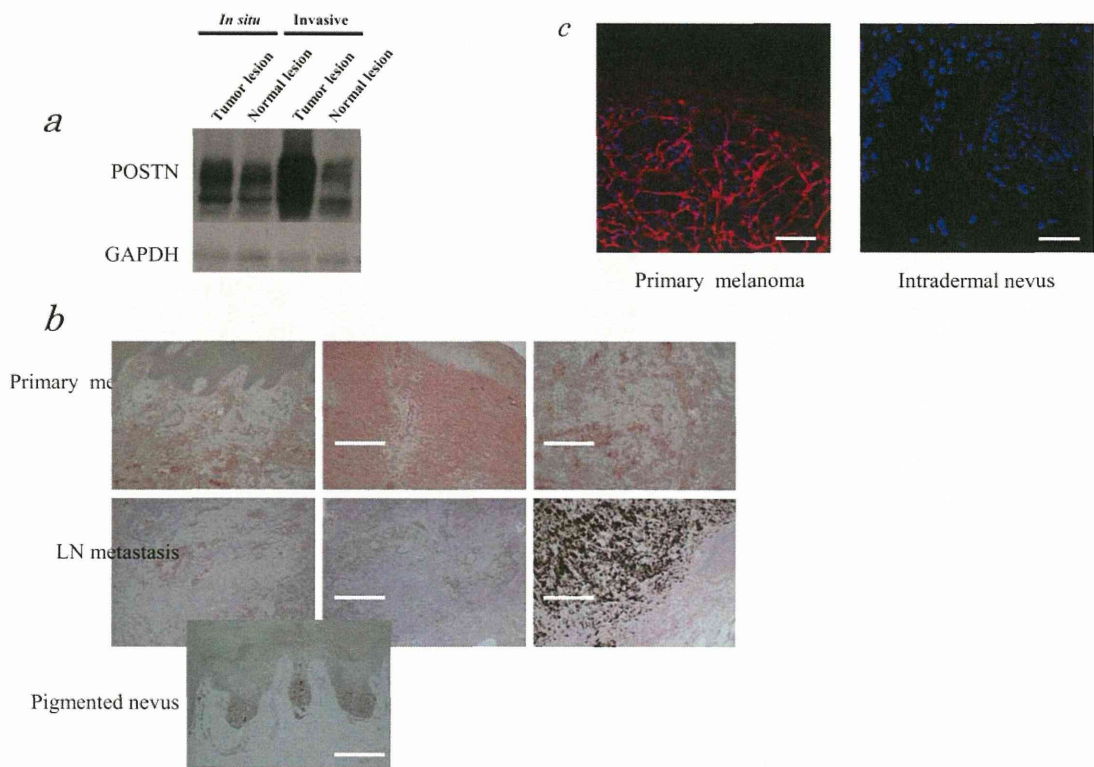 In situ
Invasive
Tumor lesion
Normal lesion
Tumor lesion
Normal lesion
a
POSTN
GAPDH
c
Primary melanoma
Intradermal nevus
b
Primary me
LN metastasis
Pigmented nevus